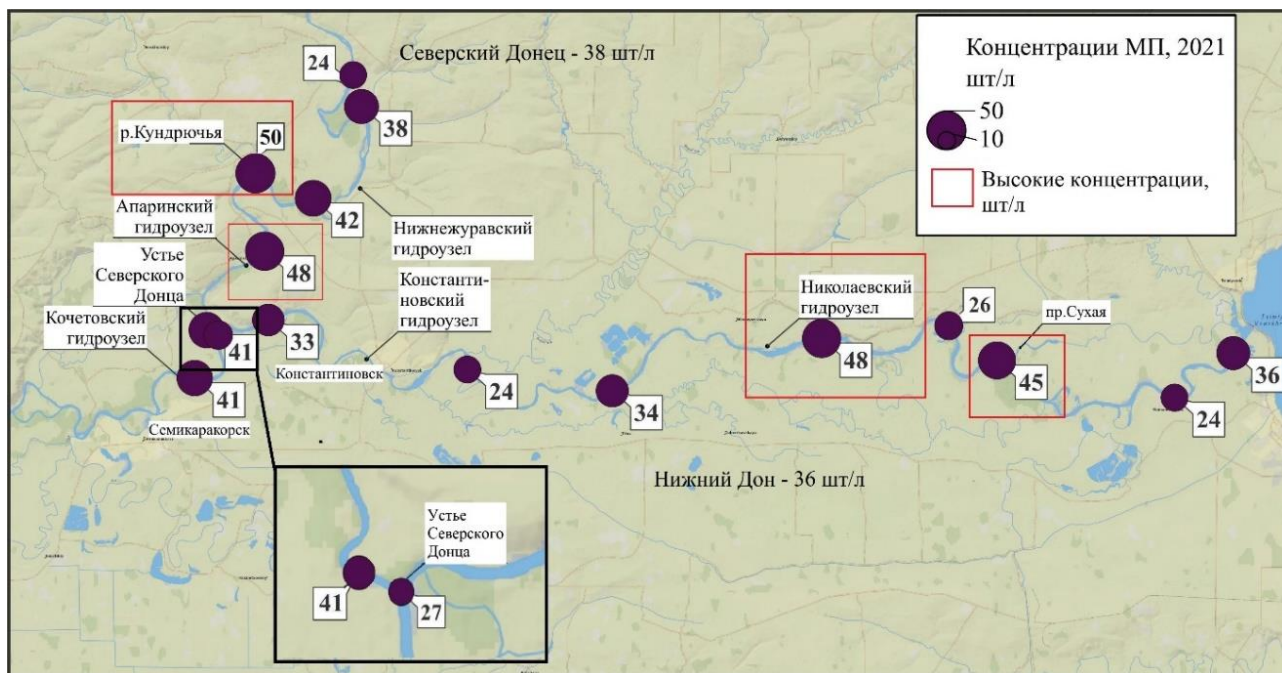 Северский Донец - 38 шт/л
24
38
р.Кундрючья
50
42
Апаринский
гидроузел
48
Нижнежуравский
гидроузел
Устье
Северского
Донца
Кочетовский
гидроузел
41
41
33
Константи-
новский
гидроузел
Константиновск
Семикаракорск
24
34
Николаевский
гидроузел
48
26
пр.Сухая
45
24
36
Нижний Дон - 36 шт/л
Устье
Северского
Донца
41
27
Концентрации МП, 2021
шт/л
50
10
Высокие концентрации,
шт/л